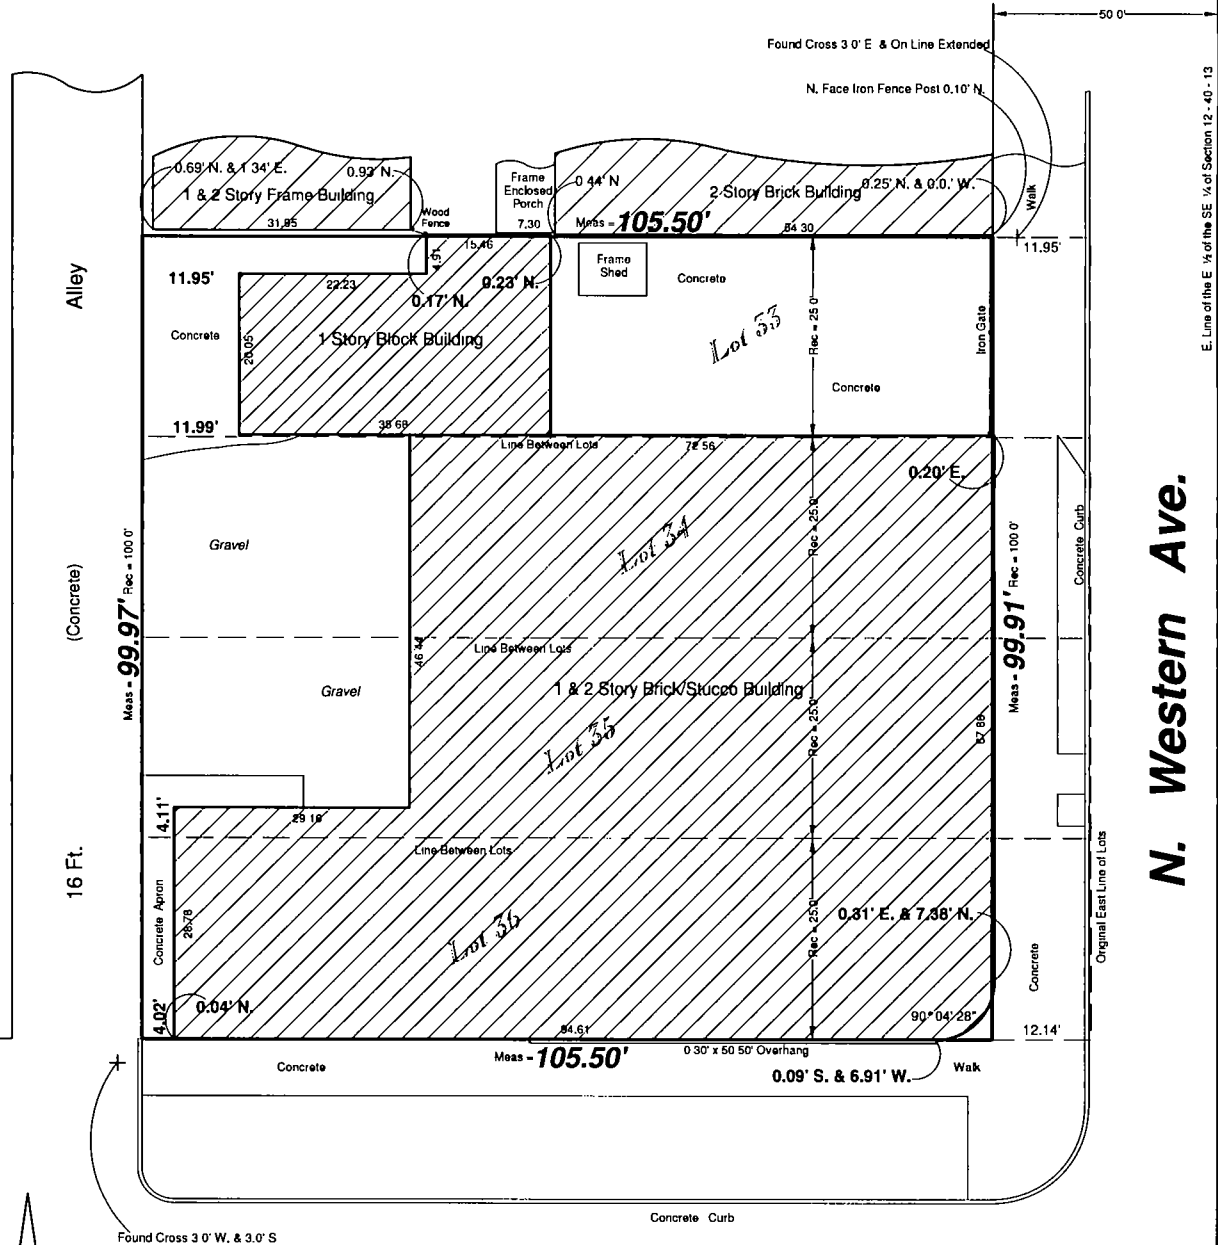 50 0'
Found Cross 3 0' E & On Line Extended
N. Face Iron Fence Post 0.10' N.
E. Line of the E ½ of the SE ¼ of Section 12 - 40 - 13
0.69' N. & 1 34' E.
0.93' N.
1 & 2 Story Frame Building
31.95
Wood
Fence
Frame
Enclosed
Porch
7.30
0 44' N
2 Story Brick Building
0.25' N. & 0.0.' W.
Walk
Meas - 105.50'
54 30
11.95'
11.95'
15.46
4.91
22.23
0.17' N.
0.23' N.
Frame
Shed
Concrete
Alley
Concrete
1 Story Block Building
20.05
Lot 33
Rec = 25 0'
Iron Gate
Concrete
11.99'
35 68
Line Between Lots
72 56
0.20' E.
Gravel
Lot 34
Rec = 25.0'
Concrete Curb
(Concrete)
Meas - 99.97' Rec = 100 0'
Meas - 99.91' Rec = 100 0'
N. Western Ave.
46 44
Line Between Lots
Gravel
1 & 2 Story Brick/Stucco Building
Lot 35
Rec = 25.0'
67 88
4.11'
29 16
Line Between Lots
16 Ft.
Concrete Apron
28.78
Lot 36
Rec = 25.0'
0.31' E. & 7.38' N.
Original East Line of Lots
Concrete
4.02'
0.04' N.
90° 04' 28"
12.14'
94.61
Meas - 105.50'
0 30' x 50 50' Overhang
Concrete
0.09' S. & 6.91' W.
Walk
Concrete Curb
Found Cross 3 0' W. & 3.0' S